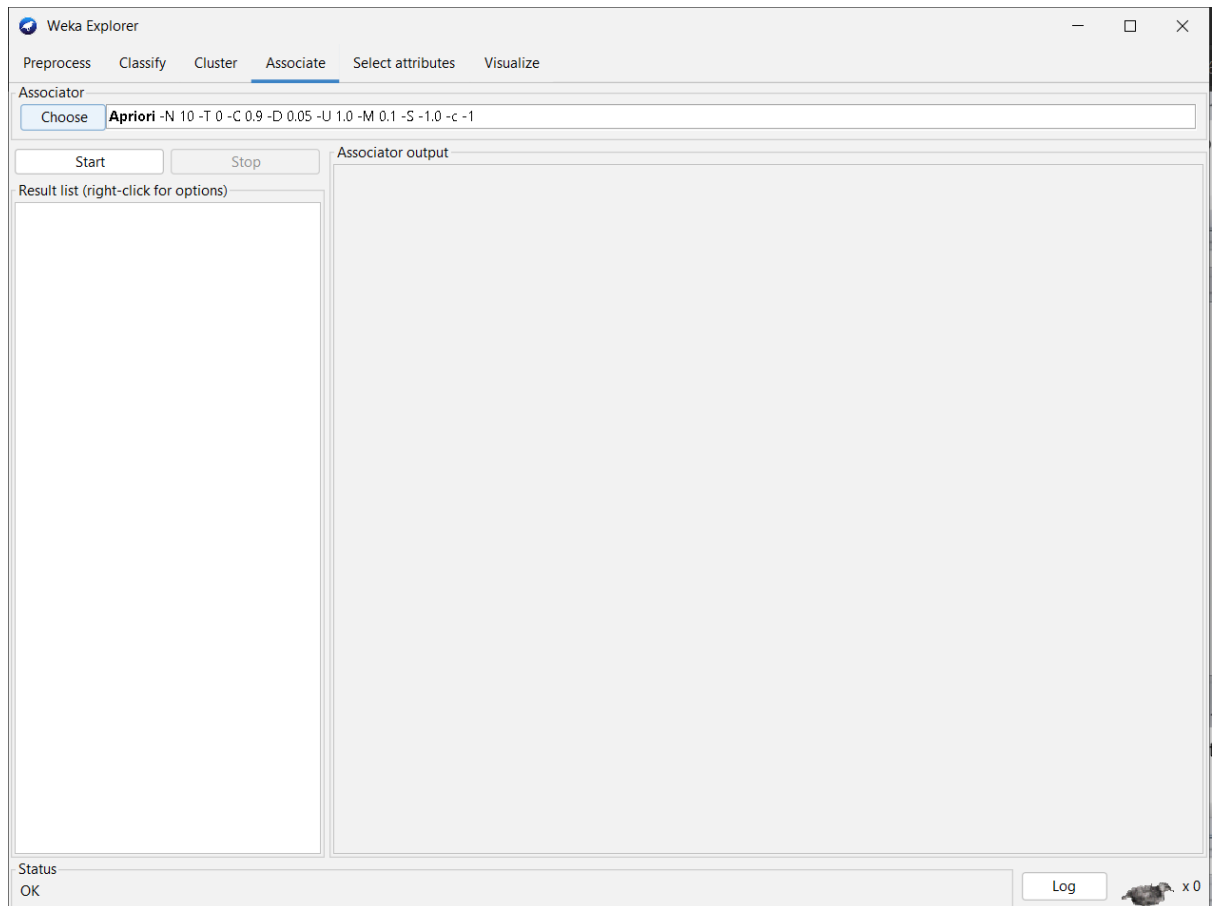 Weka Explorer
Preprocess Classify Cluster Associate Select attributes Visualize
Associator
Choose Apriori -N 10 -T 0 -C 0.9 -D 0.05 -U 1.0 -M 0.1 -S -1.0 -c -1
Start Stop
Associator output
Result list (right-click for options)
Status
OK
Log x 0